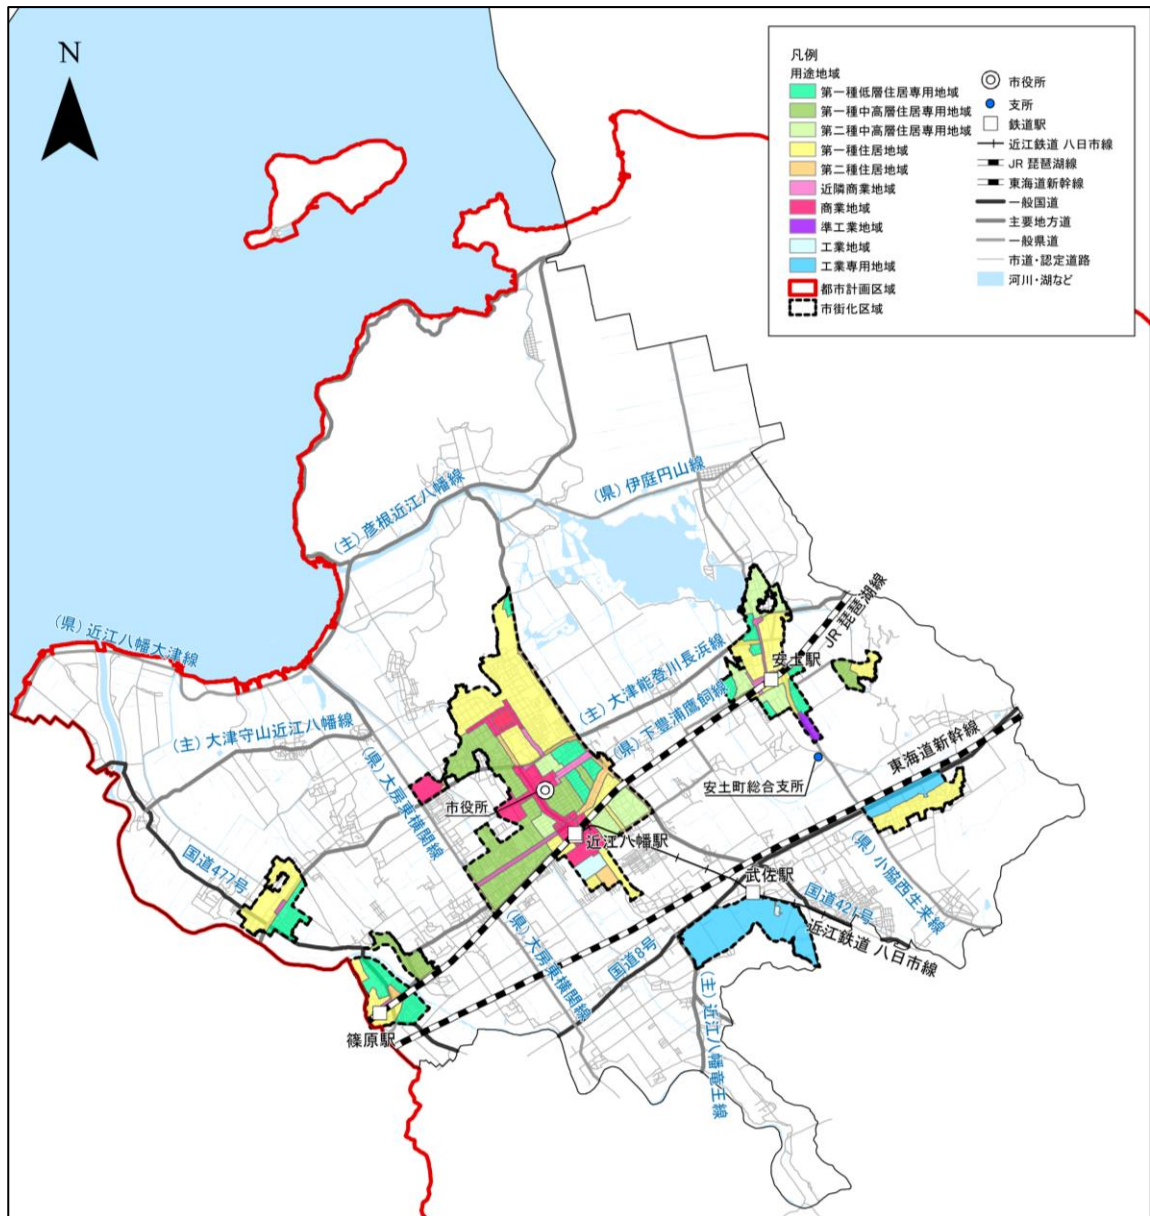 N
凡例
用途地域
第一種低層住居専用地域
第一種中高層住居専用地域
第二種中高層住居専用地域
第一種住居地域
第二種住居地域
近隣商業地域
商業地域
準工業地域
工業地域
工業専用地域
都市計画区域
市街化区域
市役所
支所
鉄道駅
近江鉄道 八日市線
JR 琵琶湖線
東海道新幹線
一般国道
主要地方道
一般県道
市道・認定道路
河川・湖など
(県) 伊庭円山線
(主) 彦根近江八幡線
JR 琵琶湖線
(県) 近江八幡大津線
安土駅
(主) 大津能登川長浜線
(県) 下豊浦鷹飼線
(主) 大津守山近江八幡線
東海道新幹線
(県) 大房東横関線
安土町総合支所
市役所
近江八幡駅
(県) 小脇西生来線
武佐駅
国道477号
国道421号
近江鉄道 八日市線
(県) 大房東横関線
国道8号
(主) 近江八幡竜王線
篠原駅